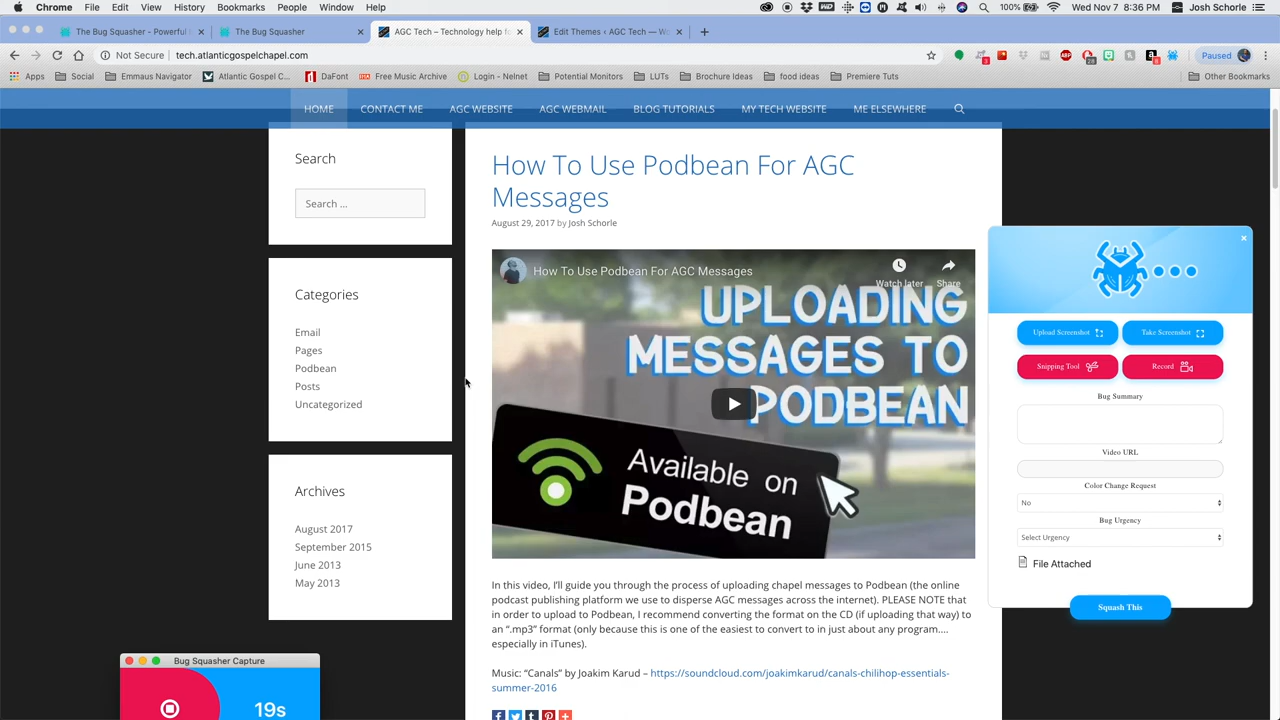 Chrome File Edit View History Bookmarks People Window Help 100% Wed Nov 7 8:36 PM Josh Schorle
The Bug Squasher - Powerful The Bug Squasher AGC Tech – Technology help fo Edit Themes ‹ AGC Tech — Wo
Not Secure tech.atlanticgospelchapel.com Paused
Apps Social Emmaus Navigator Atlantic Gospel C... DaFont Free Music Archive Login - Nelnet Potential Monitors LUTs Brochure Ideas food ideas Premiere Tuts Other Bookmarks
HOME CONTACT ME AGC WEBSITE AGC WEBMAIL BLOG TUTORIALS MY TECH WEBSITE ME ELSEWHERE
Search
Search ...
Categories
Email
Pages
Podbean
Posts
Uncategorized
Archives
August 2017
September 2015
June 2013
May 2013
How To Use Podbean For AGC
Messages
August 29, 2017 by Josh Schorle
How To Use Podbean For AGC Messages
Watch later Share
UPLOADING
MESSAGES TO
PODBEAN
Available on
Podbean
In this video, I'll guide you through the process of uploading chapel messages to Podbean (the online
podcast publishing platform we use to disperse AGC messages across the internet). PLEASE NOTE that
in order to upload to Podbean, I recommend converting the format on the CD (if uploading that way) to
an ".mp3" format (only because this is one of the easiest to convert to in just about any program....
especially in iTunes).
Music: "Canals" by Joakim Karud – https://soundcloud.com/joakimkarud/canals-chilihop-essentials-
summer-2016
Upload Screenshot Take Screenshot
Snipping Tool Record
Bug Summary
Video URL
Color Change Request
No
Bug Urgency
Select Urgency
File Attached
Squash This
Bug Squasher Capture
19s